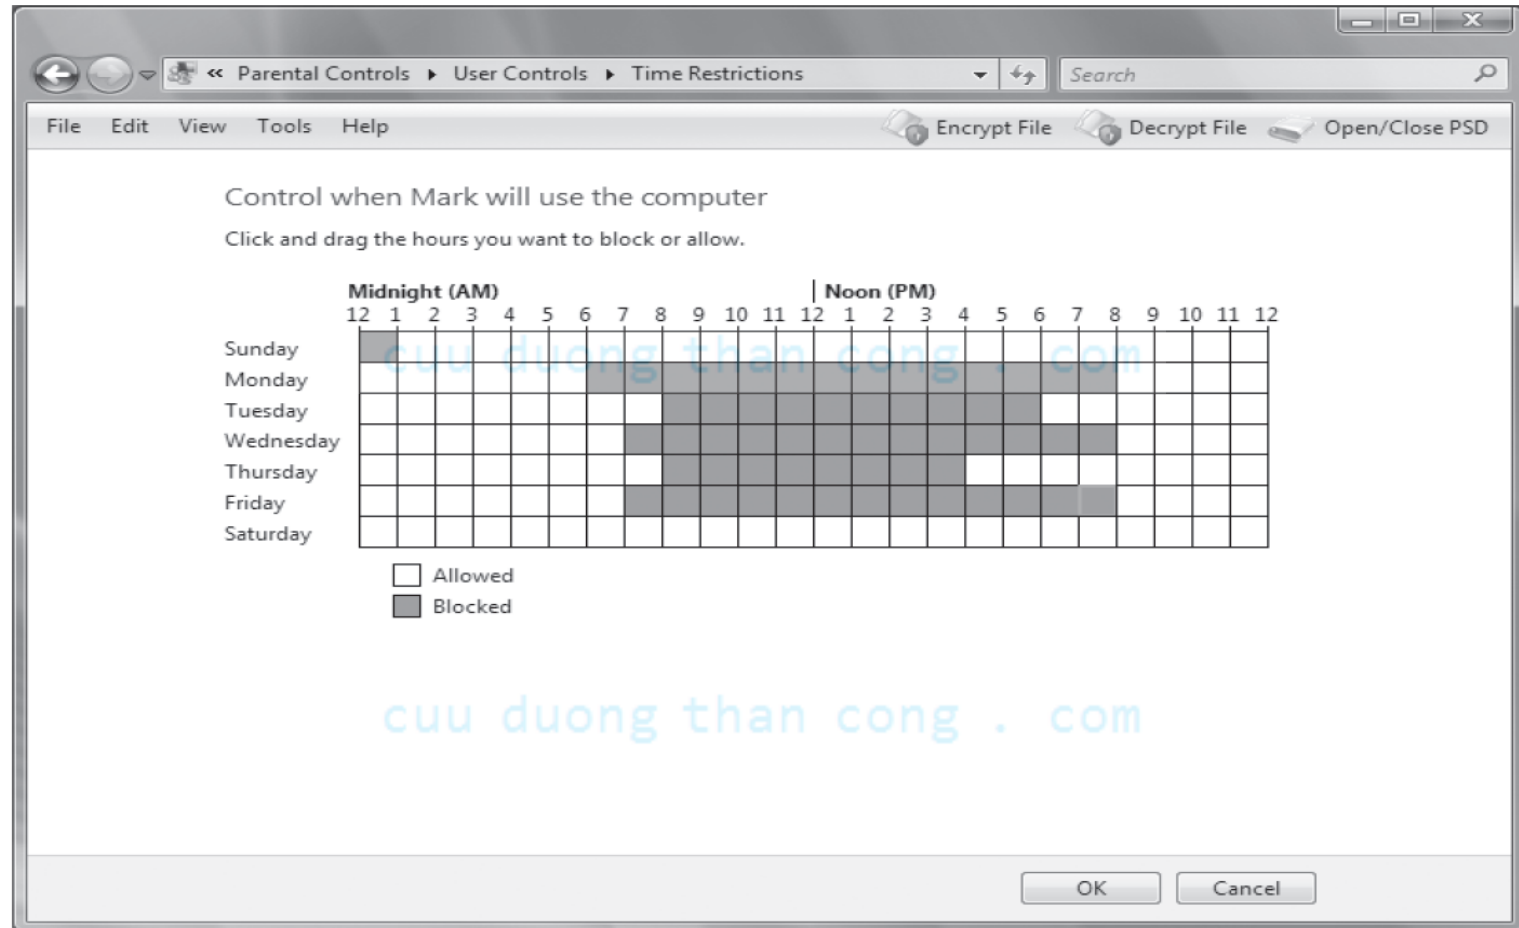 « Parental Controls ▸ User Controls ▸ Time Restrictions
Search
File Edit View Tools Help
Encrypt File Decrypt File Open/Close PSD
Control when Mark will use the computer
Click and drag the hours you want to block or allow.
Midnight (AM) Noon (PM)
12 1 2 3 4 5 6 7 8 9 10 11 12 1 2 3 4 5 6 7 8 9 10 11 12
Sunday
cuu duong than cong . com
Monday
Tuesday
Wednesday
Thursday
Friday
Saturday
Allowed
Blocked
cuu duong than cong . com
OK Cancel